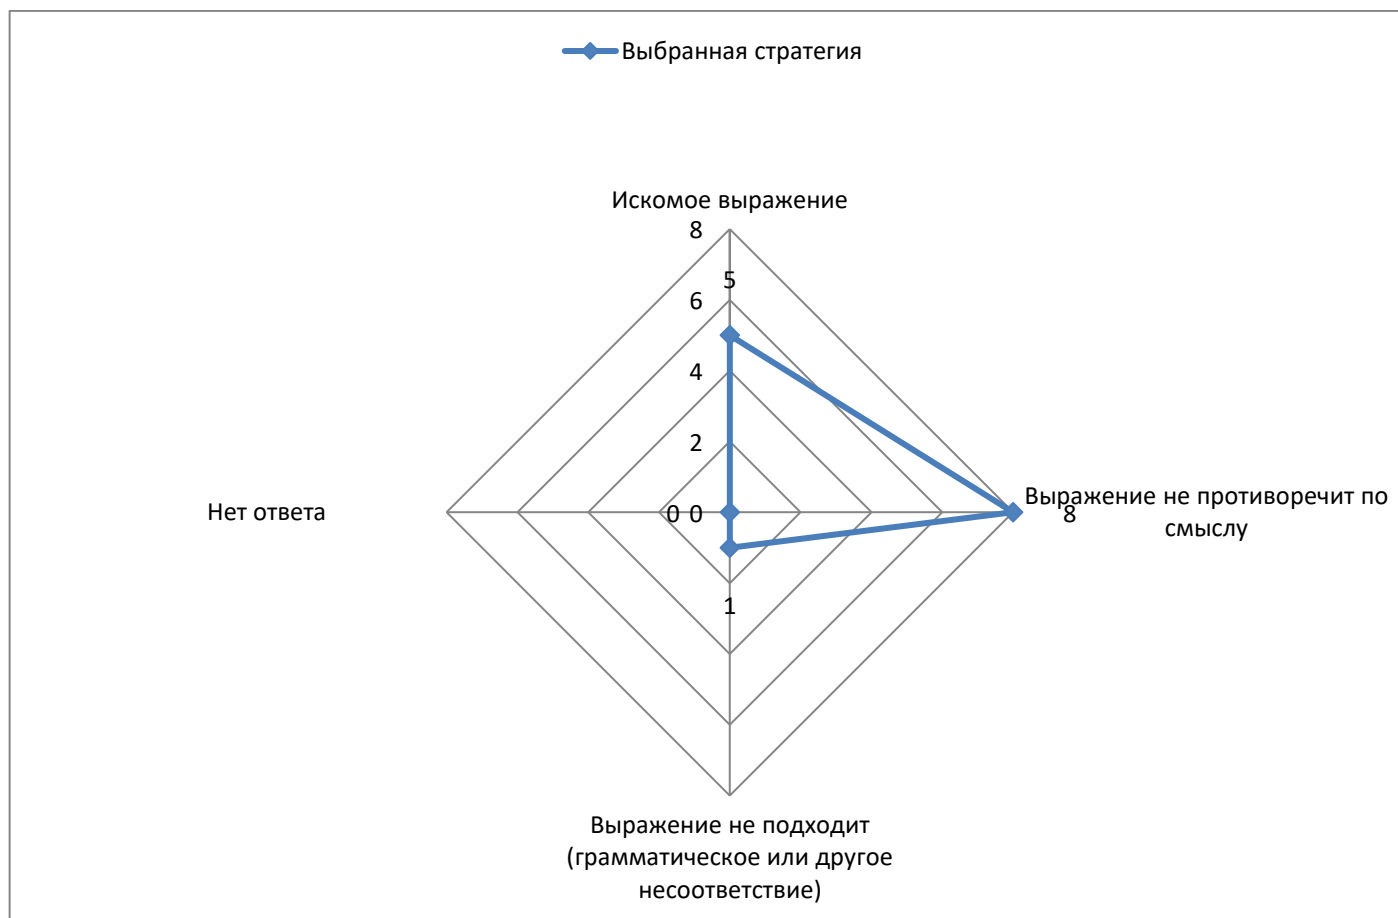 Выбранная стратегия
Искомое выражение
8
5
6
4
2
Нет ответа
0 0
Выражение не противоречит по
8
смыслу
1
Выражение не подходит
(грамматическое или другое
несоответствие)